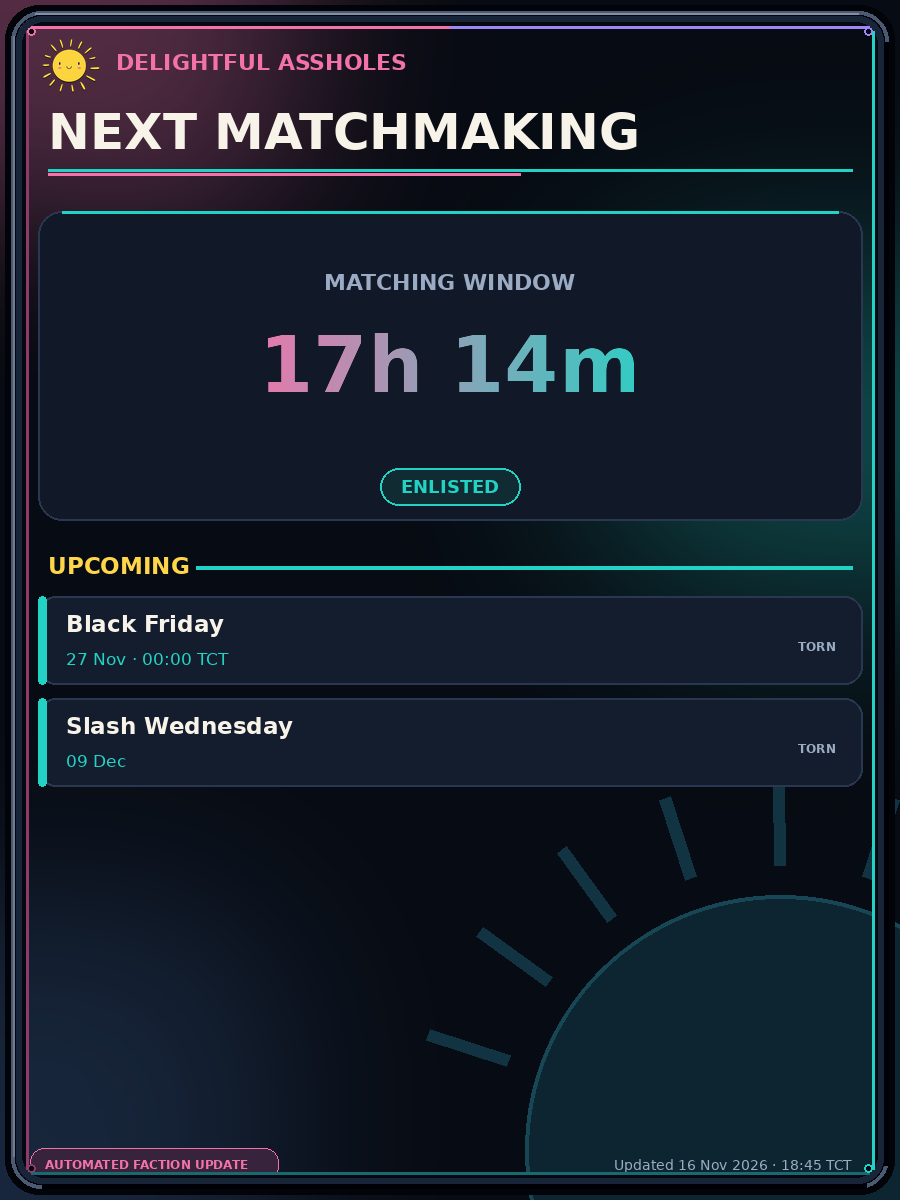 DELIGHTFUL ASSHOLES
NEXT MATCHMAKING
MATCHING WINDOW
17h 14m
ENLISTED
UPCOMING
Black Friday
27 Nov · 00:00 TCT
TORN
Slash Wednesday
09 Dec
TORN
AUTOMATED FACTION UPDATE
Updated 16 Nov 2026 · 18:45 TCT